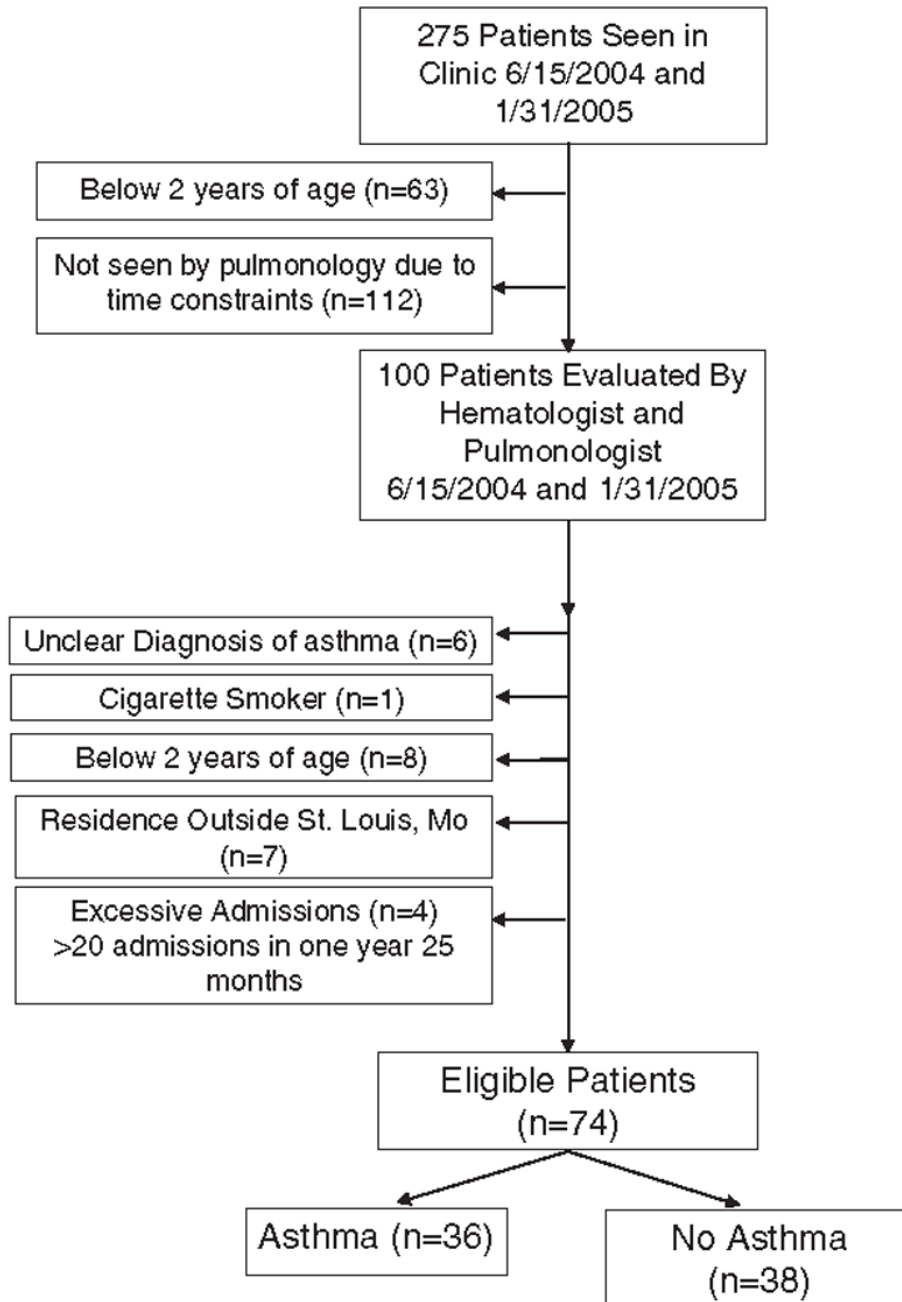 275 Patients Seen in
Clinic 6/15/2004 and
1/31/2005
Below 2 years of age (n=63)
Not seen by pulmonology due to
time constraints (n=112)
100 Patients Evaluated By
Hematologist and
Pulmonologist
6/15/2004 and 1/31/2005
Unclear Diagnosis of asthma (n=6)
Cigarette Smoker (n=1)
Below 2 years of age (n=8)
Residence Outside St. Louis, Mo
(n=7)
Excessive Admissions (n=4)
>20 admissions in one year 25
months
Eligible Patients
(n=74)
Asthma (n=36)
No Asthma
(n=38)